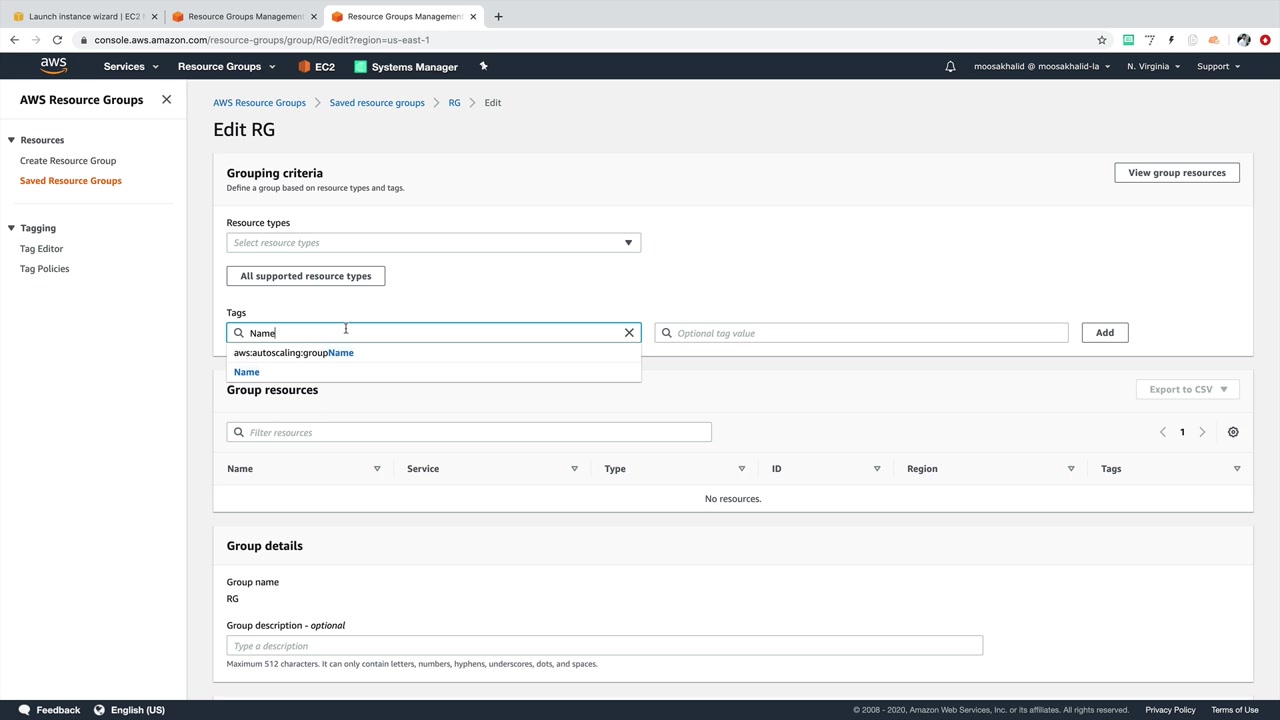 Launch instance wizard | EC2
Resource Groups Management
Resource Groups Management
console.aws.amazon.com/resource-groups/group/RG/edit?region=us-east-1
aws
Services
Resource Groups
EC2
Systems Manager
moosakhalid @ moosakhalid-la
N. Virginia
Support
AWS Resource Groups
Resources
Create Resource Group
Saved Resource Groups
Tagging
Tag Editor
Tag Policies
AWS Resource Groups > Saved resource groups > RG > Edit
Edit RG
Grouping criteria
Define a group based on resource types and tags.
View group resources
Resource types
Select resource types
All supported resource types
Tags
Name
Optional tag value
Add
aws:autoscaling:groupName
Name
Group resources
Export to CSV
Filter resources
1
Name Service Type ID Region Tags
No resources.
Group details
Group name
RG
Group description - optional
Type a description
Maximum 512 characters. It can only contain letters, numbers, hyphens, underscores, dots, and spaces.
Feedback
English (US)
© 2008 - 2020, Amazon Web Services, Inc. or its affiliates. All rights reserved.
Privacy Policy
Terms of Use